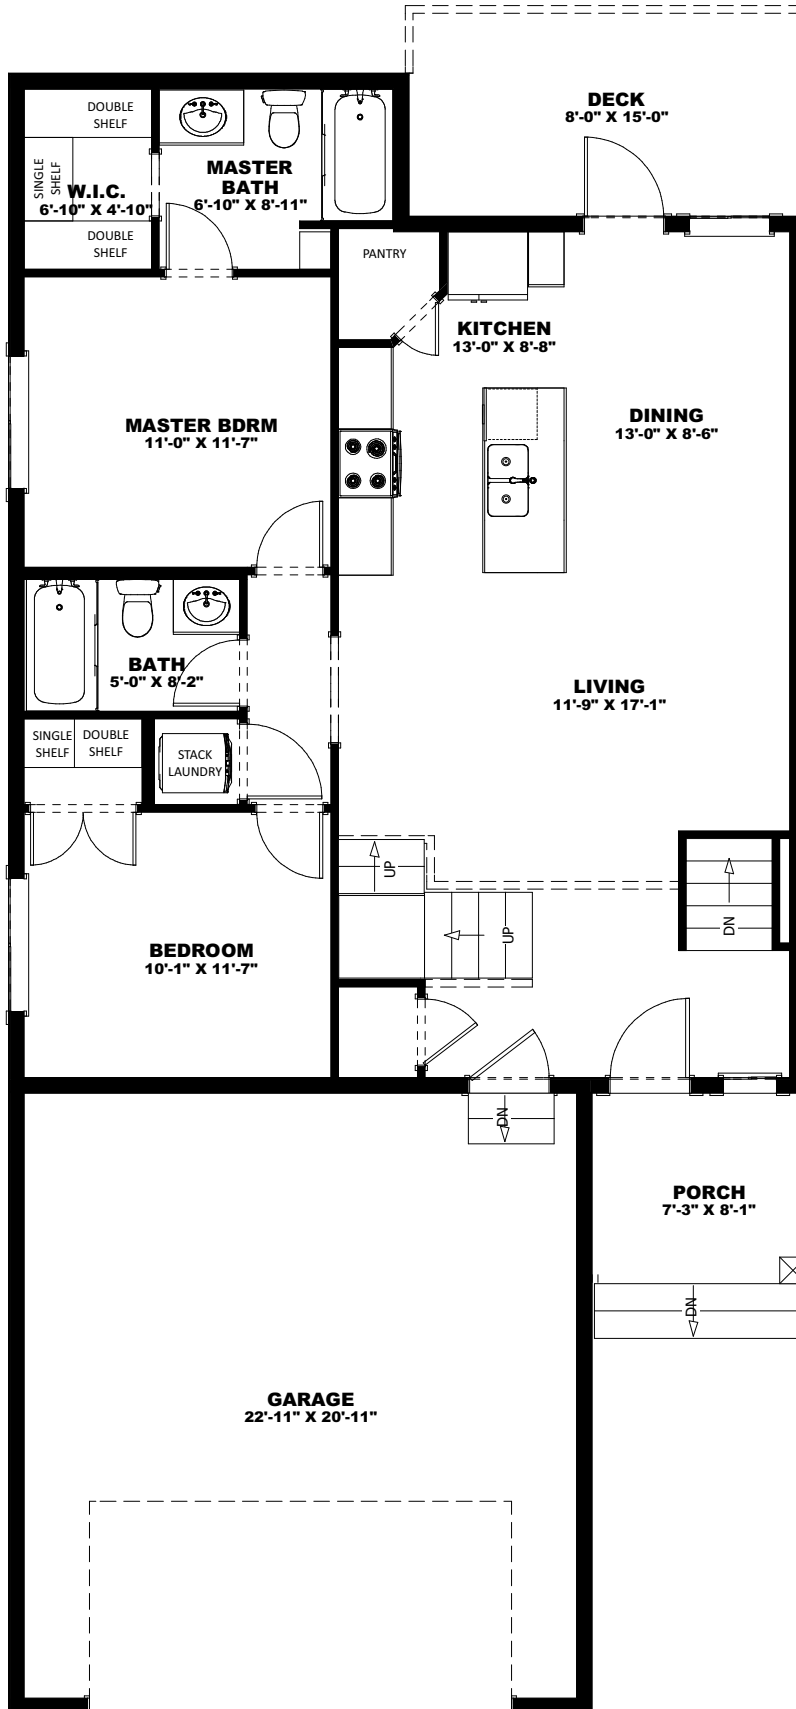 DECK
8'-0" X 15'-0"
DOUBLE
SHELF
SINGLE
SHELF
W.I.C.
6'-10" X 4'-10"
DOUBLE
SHELF
MASTER
BATH
6'-10" X 8'-11"
PANTRY
KITCHEN
13'-0" X 8'-8"
MASTER BDRM
11'-0" X 11'-7"
DINING
13'-0" X 8'-6"
BATH
5'-0" X 8'-2"
LIVING
11'-9" X 17'-1"
SINGLE
SHELF
DOUBLE
SHELF
STACK
LAUNDRY
UP
UP
DN
BEDROOM
10'-1" X 11'-7"
DN
PORCH
7'-3" X 8'-1"
DN
GARAGE
22'-11" X 20'-11"